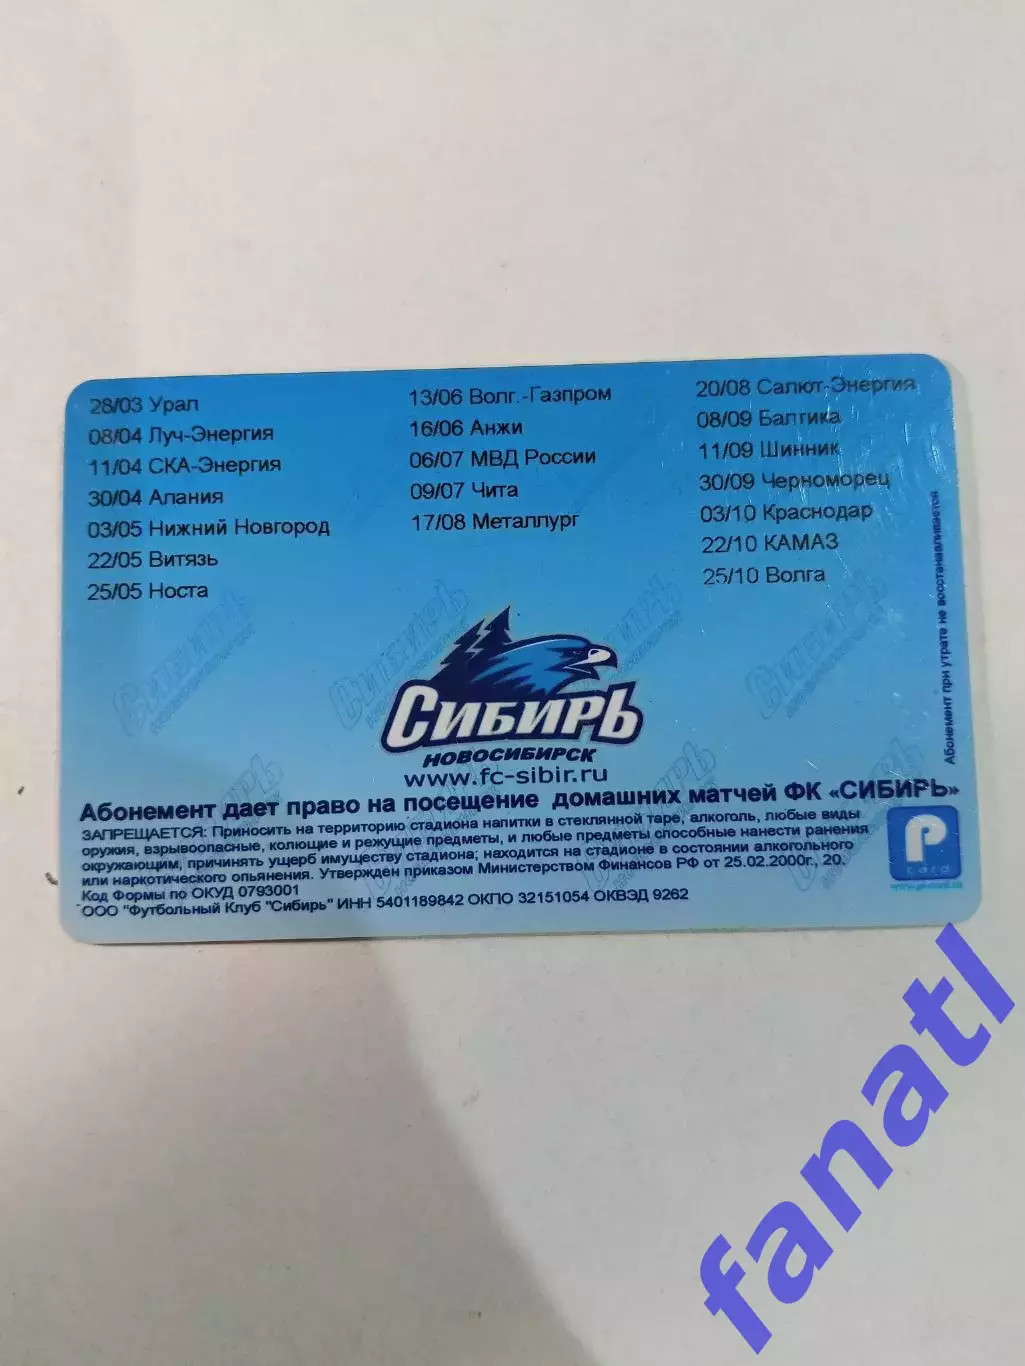 28/03 Урал
08/04 Луч-Энергия
11/04 СКА-Энергия
30/04 Алания
03/05 Нижний Новгород
22/05 Витязь
25/05 Носта
13/06 Волг.-Газпром
16/06 Анжи
06/07 МВД России
09/07 Чита
17/08 Металлург
20/08 Салют-Энергия
08/09 Балтика
11/09 Шинник
30/09 Черноморец
03/10 Краснодар
22/10 КАМАЗ
25/10 Волга
Абонемент при утрате не восстанавливается
СИБИРЬ
НОВОСИБИРСК
www.fc-sibir.ru
Абонемент дает право на посещение домашних матчей ФК «СИБИРЬ»
ЗАПРЕЩАЕТСЯ: Приносить на территорию стадиона напитки в стеклянной таре, алкоголь, любые виды
оружия, взрывоопасные, колющие и режущие предметы, и любые предметы способные нанести ранения
окружающим, причинять ущерб имуществу стадиона; находится на стадионе в состоянии алкогольного
или наркотического опьянения. Утвержден приказом Министерством Финансов РФ от 25.02.2000г., 20.
Код Формы по ОКУД 0793001
ООО "Футбольный Клуб "Сибирь" ИНН 5401189842 ОКПО 32151054 ОКВЭД 9262
P
card
fanatl